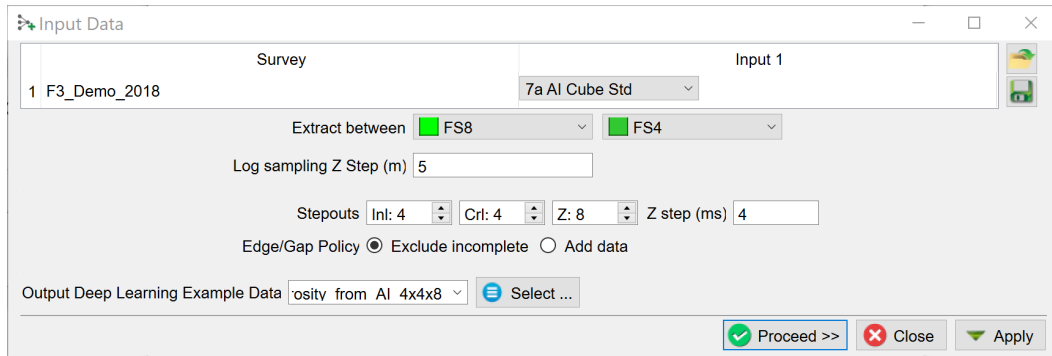 Input Data
Survey Input 1
1 F3_Demo_2018 7a AI Cube Std
Extract between FS8 FS4
Log sampling Z Step (m) 5
Stepouts Inl: 4 Crl: 4 Z: 8 Z step (ms) 4
Edge/Gap Policy Exclude incomplete Add data
Output Deep Learning Example Data rosity_from_AI_4x4x8 Select ...
Proceed >> Close Apply